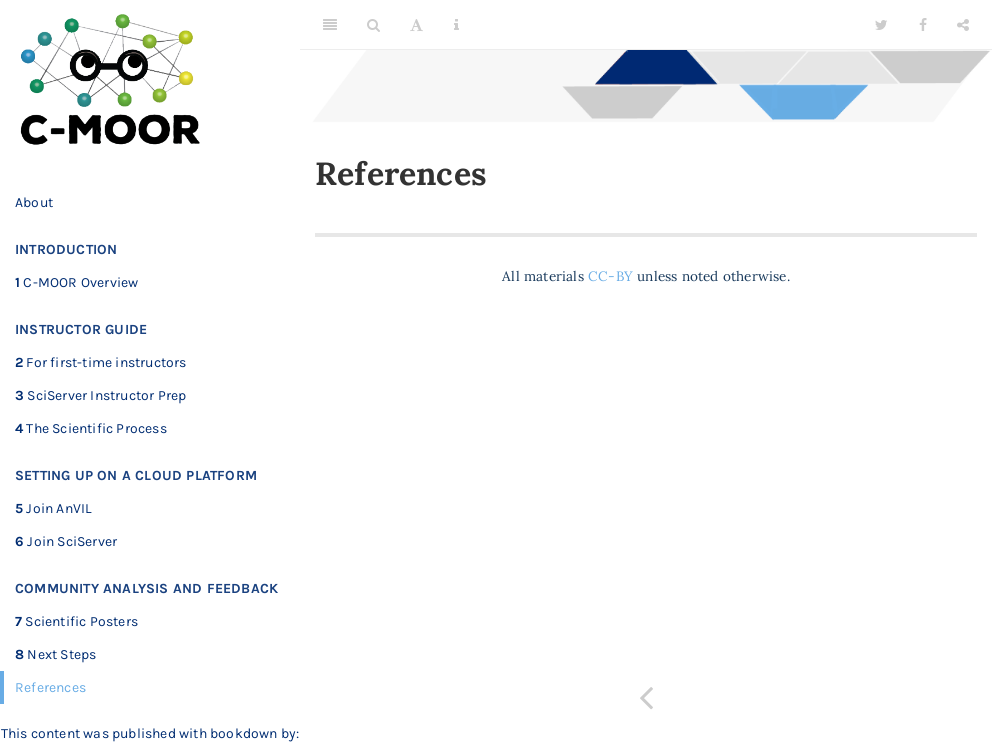 C-MOOR
About
INTRODUCTION
1 C-MOOR Overview
INSTRUCTOR GUIDE
2 For first-time instructors
3 SciServer Instructor Prep
4 The Scientific Process
SETTING UP ON A CLOUD PLATFORM
5 Join AnVIL
6 Join SciServer
COMMUNITY ANALYSIS AND FEEDBACK
7 Scientific Posters
8 Next Steps
References
This content was published with bookdown by:
References
All materials CC-BY unless noted otherwise.